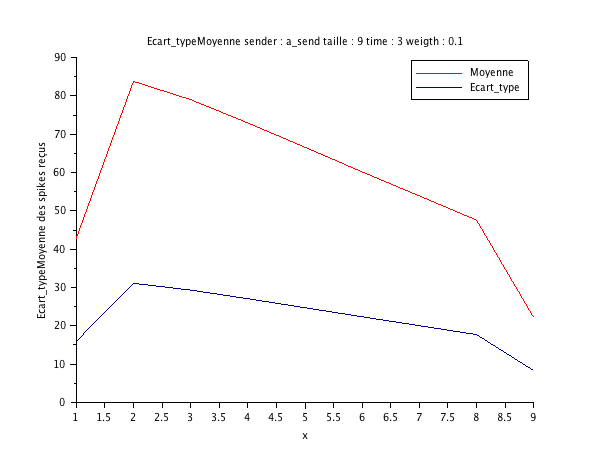 Ecart_typeMoyenne sender : a_send taille : 9 time : 3 weigth : 0.1
90
80
70
60
50
40
30
20
10
0
Ecart_typeMoyenne des spikes reçus
Moyenne
Ecart_type
1 1.5 2 2.5 3 3.5 4 4.5 5 5.5 6 6.5 7 7.5 8 8.5 9
x